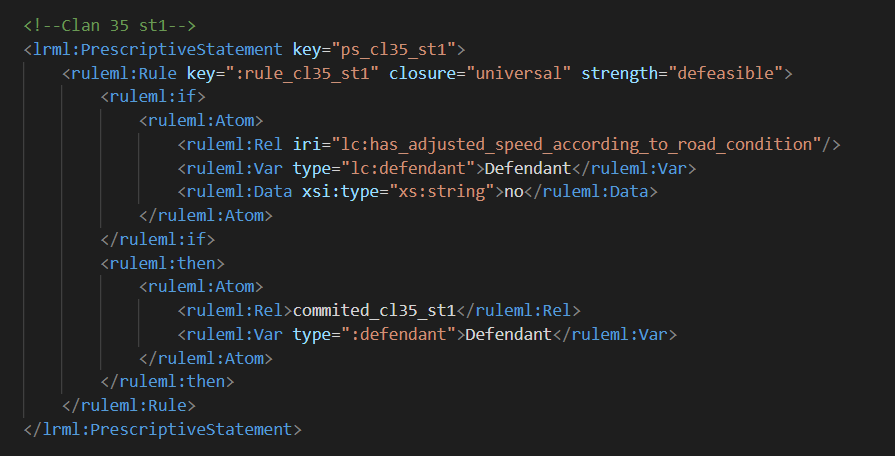 <!--Clan 35 st1-->
<lrml:PrescriptiveStatement key="ps_cl35_st1">
    <ruleml:Rule key=":rule_cl35_st1" closure="universal" strength="defeasible">
        <ruleml:if>
            <ruleml:Atom>
                <ruleml:Rel iri="lc:has_adjusted_speed_according_to_road_condition"/>
                <ruleml:Var type="lc:defendant">Defendant</ruleml:Var>
                <ruleml:Data xsi:type="xs:string">no</ruleml:Data>
            </ruleml:Atom>
        </ruleml:if>
        <ruleml:then>
            <ruleml:Atom>
                <ruleml:Rel>commited_cl35_st1</ruleml:Rel>
                <ruleml:Var type=":defendant">Defendant</ruleml:Var>
            </ruleml:Atom>
        </ruleml:then>
    </ruleml:Rule>
</lrml:PrescriptiveStatement>